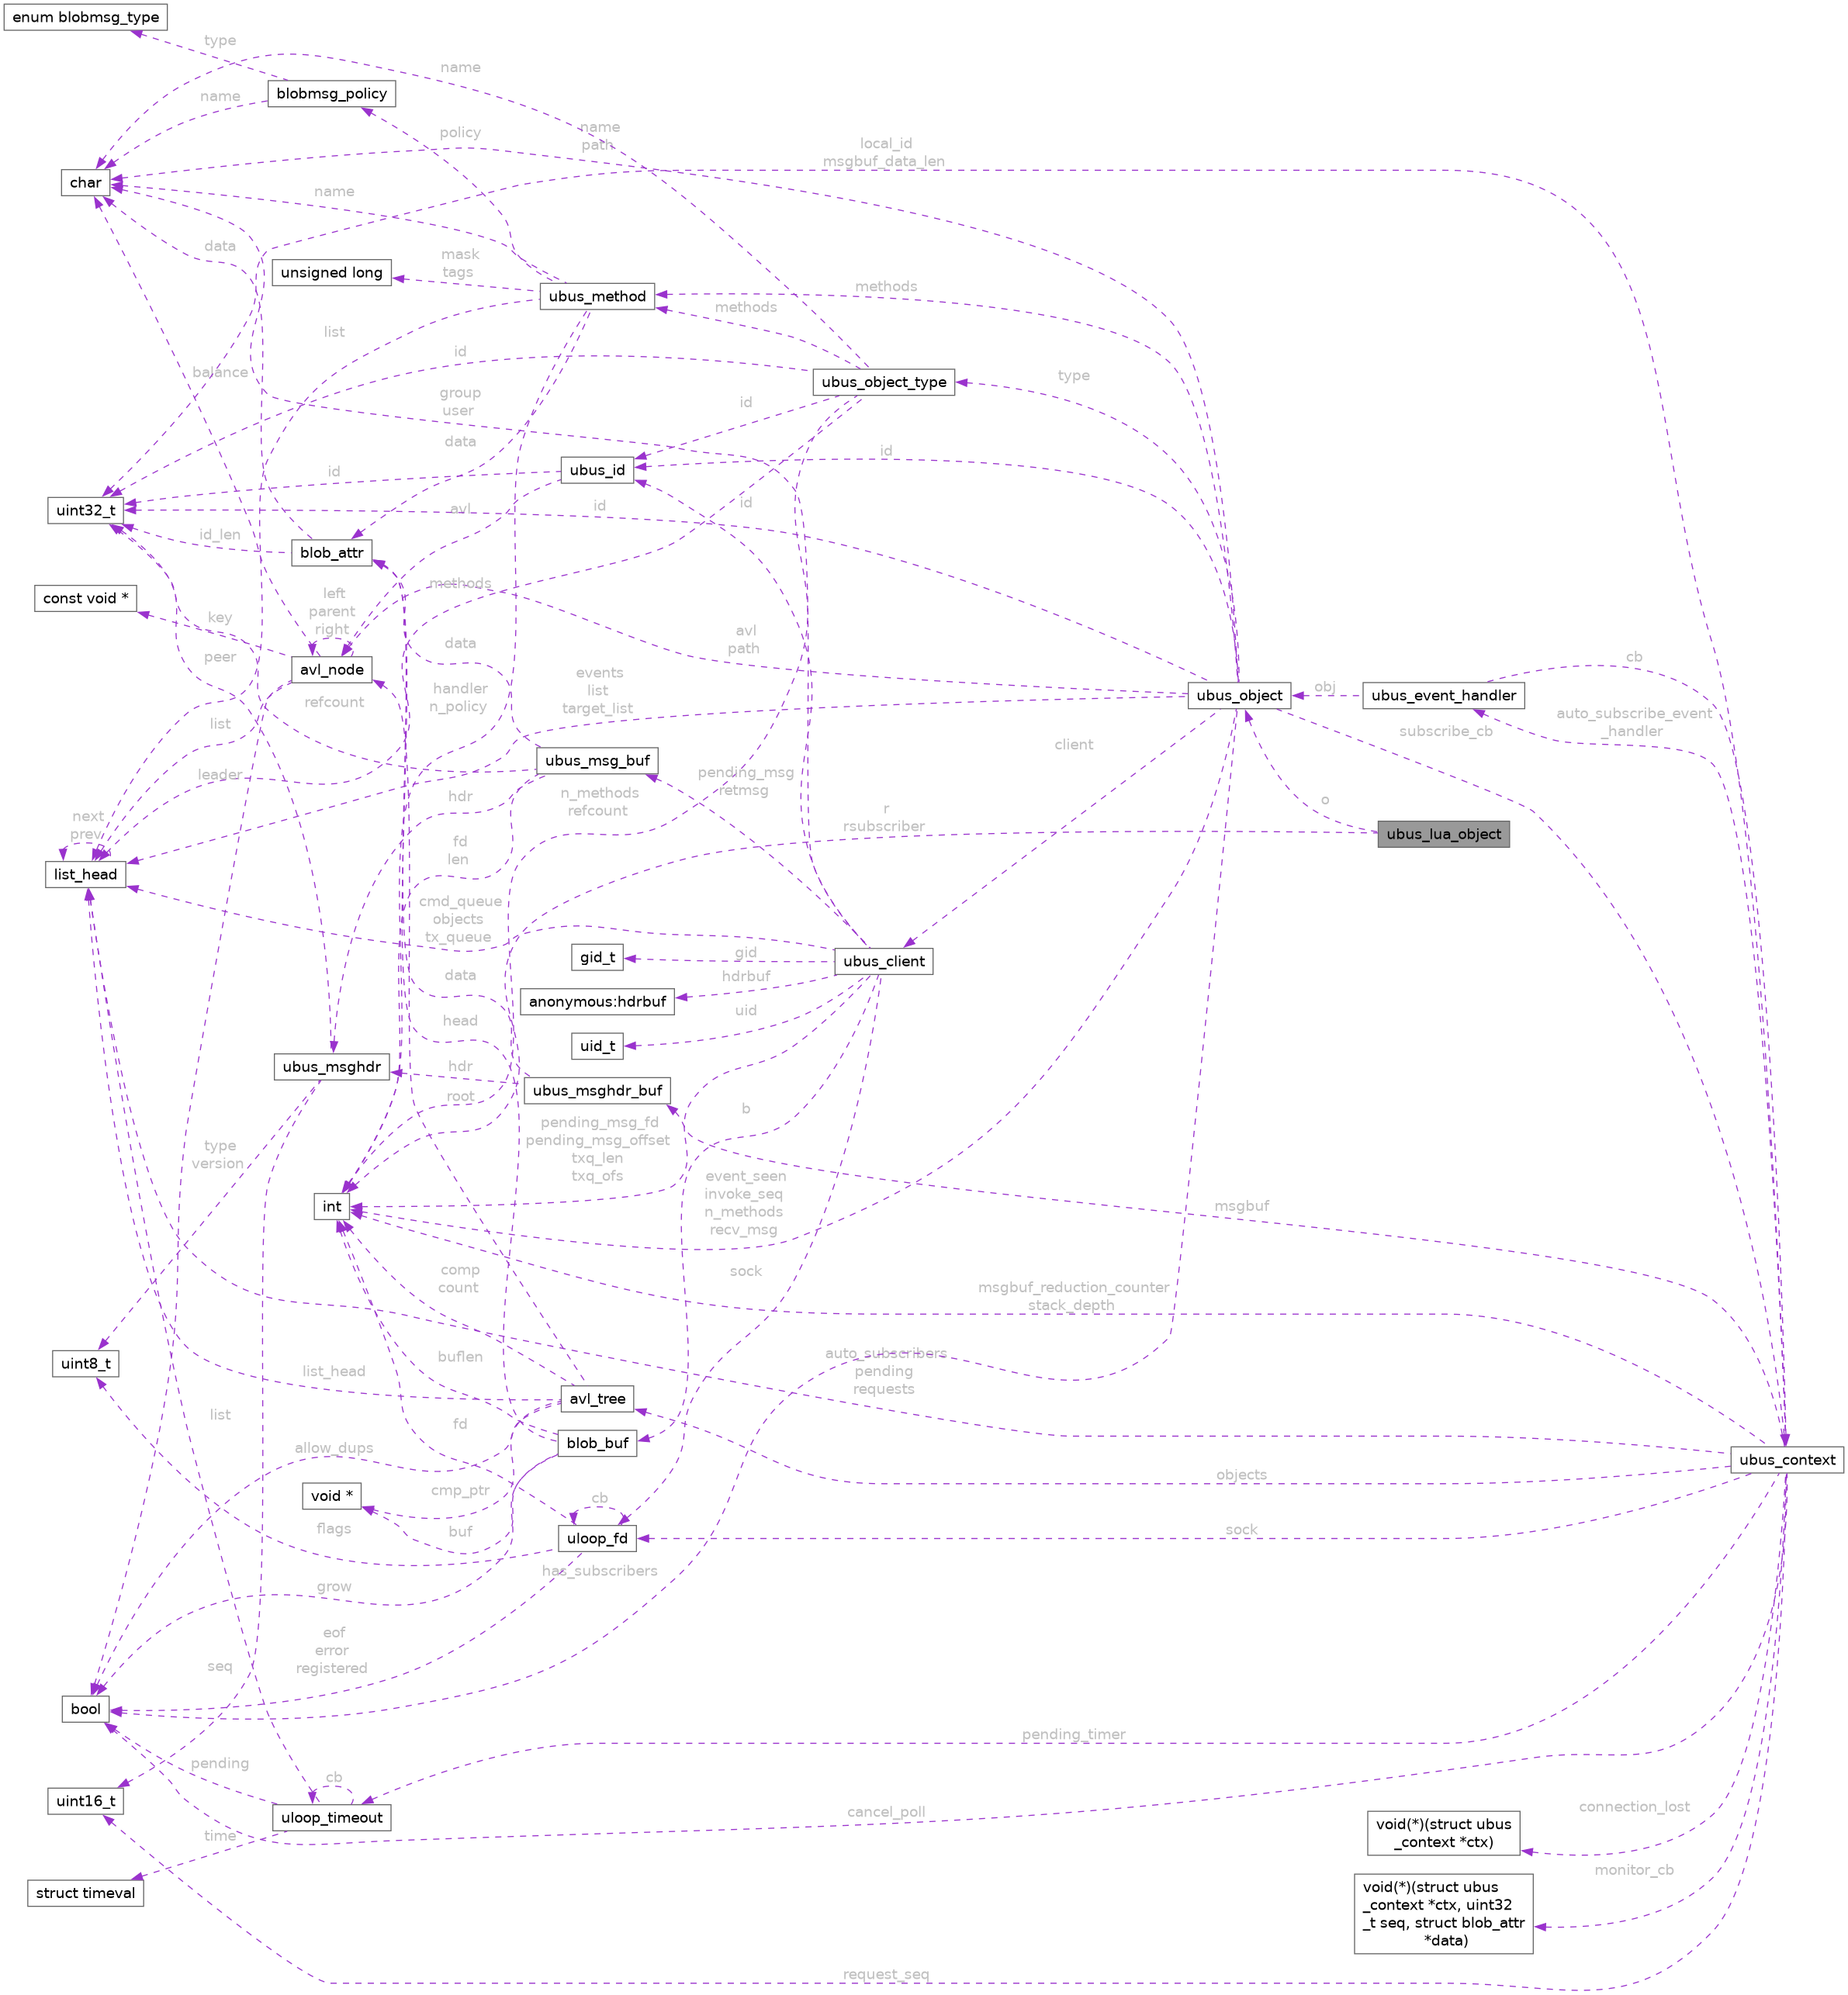 enum blobmsg_type
type
name
blobmsg_policy
name
name
path
local_id
msgbuf_data_len
policy
char
name
data
mask
tags
unsigned long
ubus_method
methods
methods
list
id
balance
ubus_object_type
type
group
user
id
data
ubus_id
id
id
avl
id
id
uint32_t
id_len
blob_attr
const void *
left
parent
right
methods
key
avl
path
data
peer
avl_node
handler
n_policy
events
list
target_list
cb
obj
ubus_object
ubus_event_handler
refcount
auto_subscribe_event
_handler
subscribe_cb
list
client
ubus_msg_buf
leader
pending_msg
retmsg
hdr
n_methods
refcount
o
r
rsubscriber
next
prev
ubus_lua_object
fd
len
list_head
cmd_queue
objects
tx_queue
gid
gid_t
ubus_client
data
hdrbuf
anonymous:hdrbuf
uid
head
uid_t
ubus_msghdr
hdr
ubus_msghdr_buf
root
b
pending_msg_fd
pending_msg_offset
txq_len
txq_ofs
type
version
event_seen
invoke_seq
n_methods
recv_msg
int
msgbuf
sock
comp
count
msgbuf_reduction_counter
stack_depth
uint8_t
buflen
auto_subscribers
pending
requests
list_head
avl_tree
list
fd
blob_buf
ubus_context
allow_dups
objects
void *
cmp_ptr
cb
flags
buf
uloop_fd
sock
has_subscribers
grow
eof
error
registered
seq
bool
pending_timer
pending
cb
uint16_t
uloop_timeout
cancel_poll
connection_lost
void(*)(struct ubus
_context *ctx)
time
monitor_cb
struct timeval
void(*)(struct ubus
_context *ctx, uint32
_t seq, struct blob_attr
*data)
request_seq